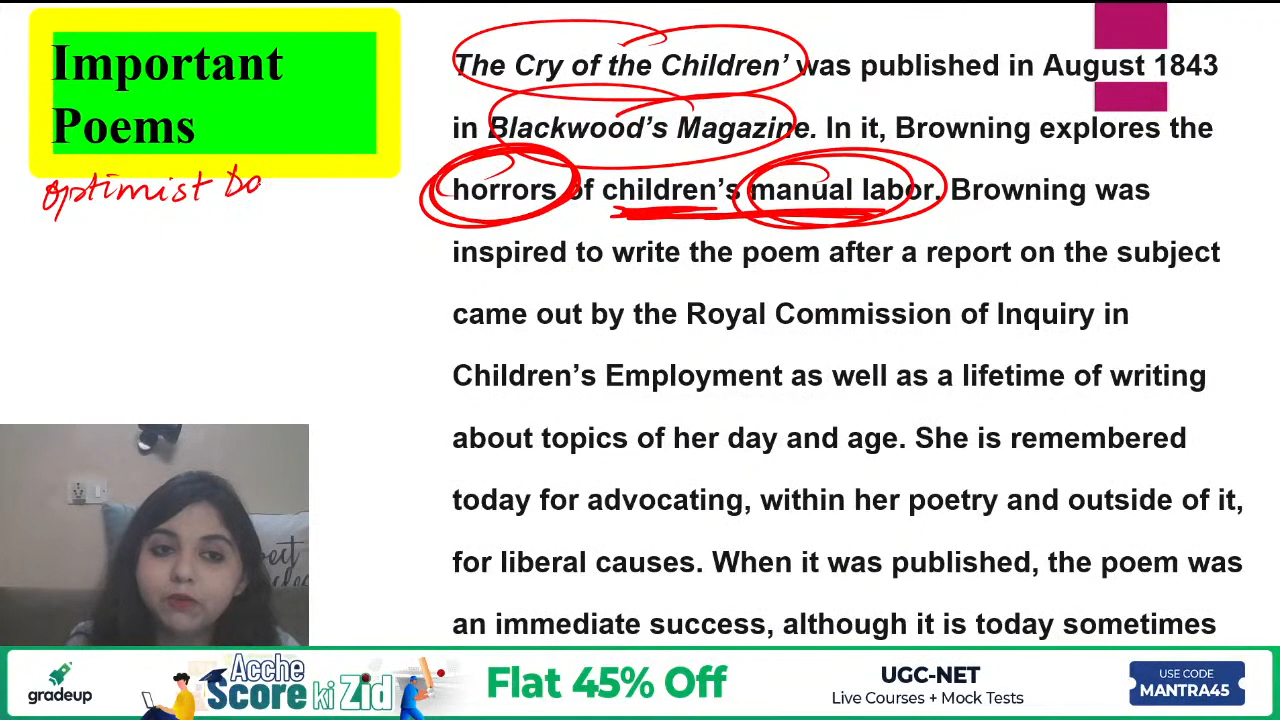 Important
Poems
optimist Do
The Cry of the Children’ was published in August 1843
in Blackwood’s Magazine. In it, Browning explores the
horrors of children’s manual labor. Browning was
inspired to write the poem after a report on the subject
came out by the Royal Commission of Inquiry in
Children’s Employment as well as a lifetime of writing
about topics of her day and age. She is remembered
today for advocating, within her poetry and outside of it,
for liberal causes. When it was published, the poem was
an immediate success, although it is today sometimes
gradeup
Acche
Score ki Zid
Flat 45% Off
UGC-NET
Live Courses + Mock Tests
USE CODE
MANTRA45